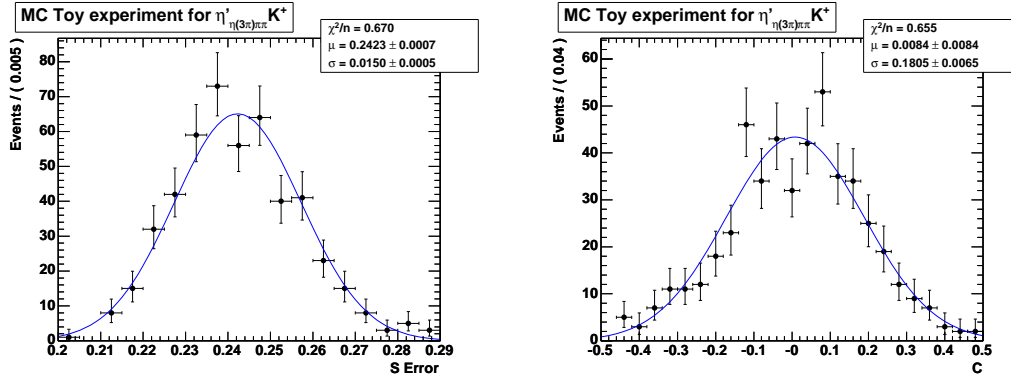 MC Toy experiment for η'η(3π)ππ K+
χ²/n = 0.670
μ = 0.2423 ± 0.0007
σ = 0.0150 ± 0.0005
Events / ( 0.005 )
80
70
60
50
40
30
20
10
0
0.2 0.21 0.22 0.23 0.24 0.25 0.26 0.27 0.28 0.29
S Error
MC Toy experiment for η'η(3π)ππ K+
χ²/n = 0.655
μ = 0.0084 ± 0.0084
σ = 0.1805 ± 0.0065
Events / ( 0.04 )
60
50
40
30
20
10
0
-0.5 -0.4 -0.3 -0.2 -0.1 -0 0.1 0.2 0.3 0.4 0.5
C